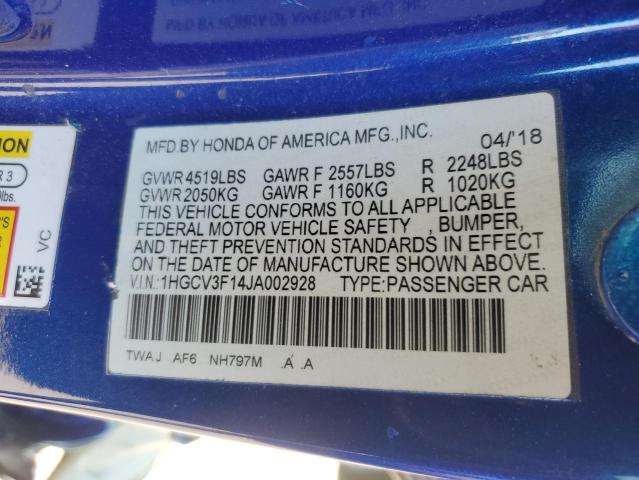 MFD.BY HONDA OF AMERICA MFG.,INC. 04/'18
GVWR 4519LBS GAWR F 2557LBS R 2248LBS
GVWR 2050KG GAWR F 1160KG R 1020KG
THIS VEHICLE CONFORMS TO ALL APPLICABLE
FEDERAL MOTOR VEHICLE SAFETY , BUMPER,
AND THEFT PREVENTION STANDARDS IN EFFECT
ON THE DATE OF MANUFACTURE SHOWN ABOVE.
V.I.N.:1HGCV3F14JA002928 TYPE:PASSENGER CAR
TWAJ AF6 NH797M .A .A
ION
R 3
lbs.
VC